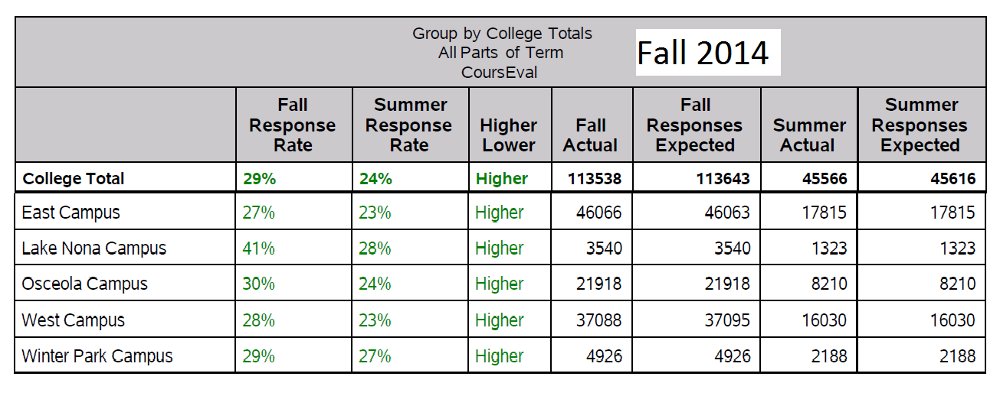 Group by College Totals
All Parts of Term
CoursEval
Fall 2014
Fall Response Rate Summer Response Rate Higher Lower Fall Actual Fall Responses Expected Summer Actual Summer Responses Expected
College Total 29% 24% Higher 113538 113643 45566 45616
East Campus 27% 23% Higher 46066 46063 17815 17815
Lake Nona Campus 41% 28% Higher 3540 3540 1323 1323
Osceola Campus 30% 24% Higher 21918 21918 8210 8210
West Campus 28% 23% Higher 37088 37095 16030 16030
Winter Park Campus 29% 27% Higher 4926 4926 2188 2188